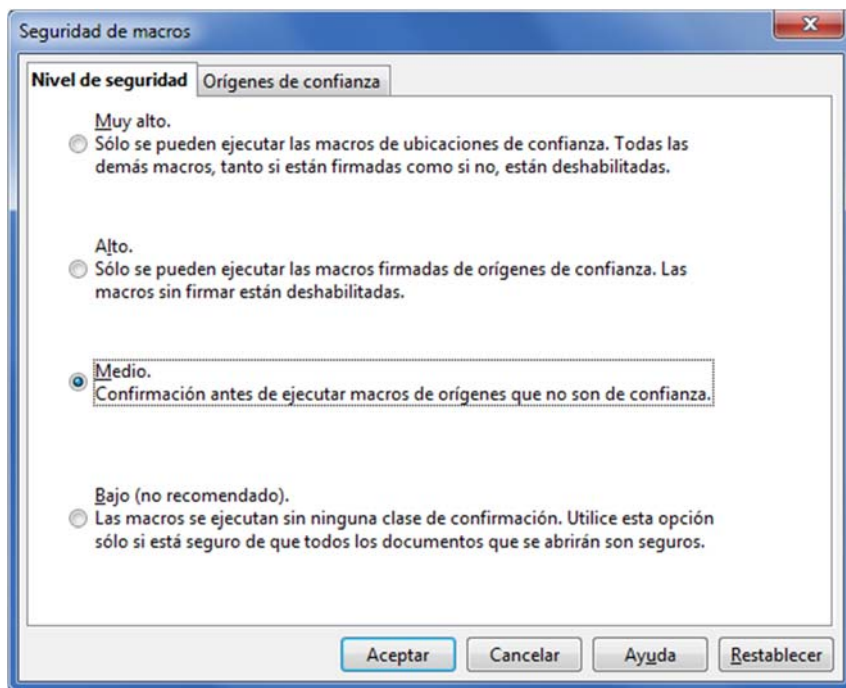 Seguridad de macros
Nivel de seguridad
Orígenes de confianza
Muy alto.
Sólo se pueden ejecutar las macros de ubicaciones de confianza. Todas las
demás macros, tanto si están firmadas como si no, están deshabilitadas.
Alto.
Sólo se pueden ejecutar las macros firmadas de orígenes de confianza. Las
macros sin firmar están deshabilitadas.
Medio.
Confirmación antes de ejecutar macros de orígenes que no son de confianza.
Bajo (no recomendado).
Las macros se ejecutan sin ninguna clase de confirmación. Utilice esta opción
sólo si está seguro de que todos los documentos que se abrirán son seguros.
Aceptar
Cancelar
Ayuda
Restablecer